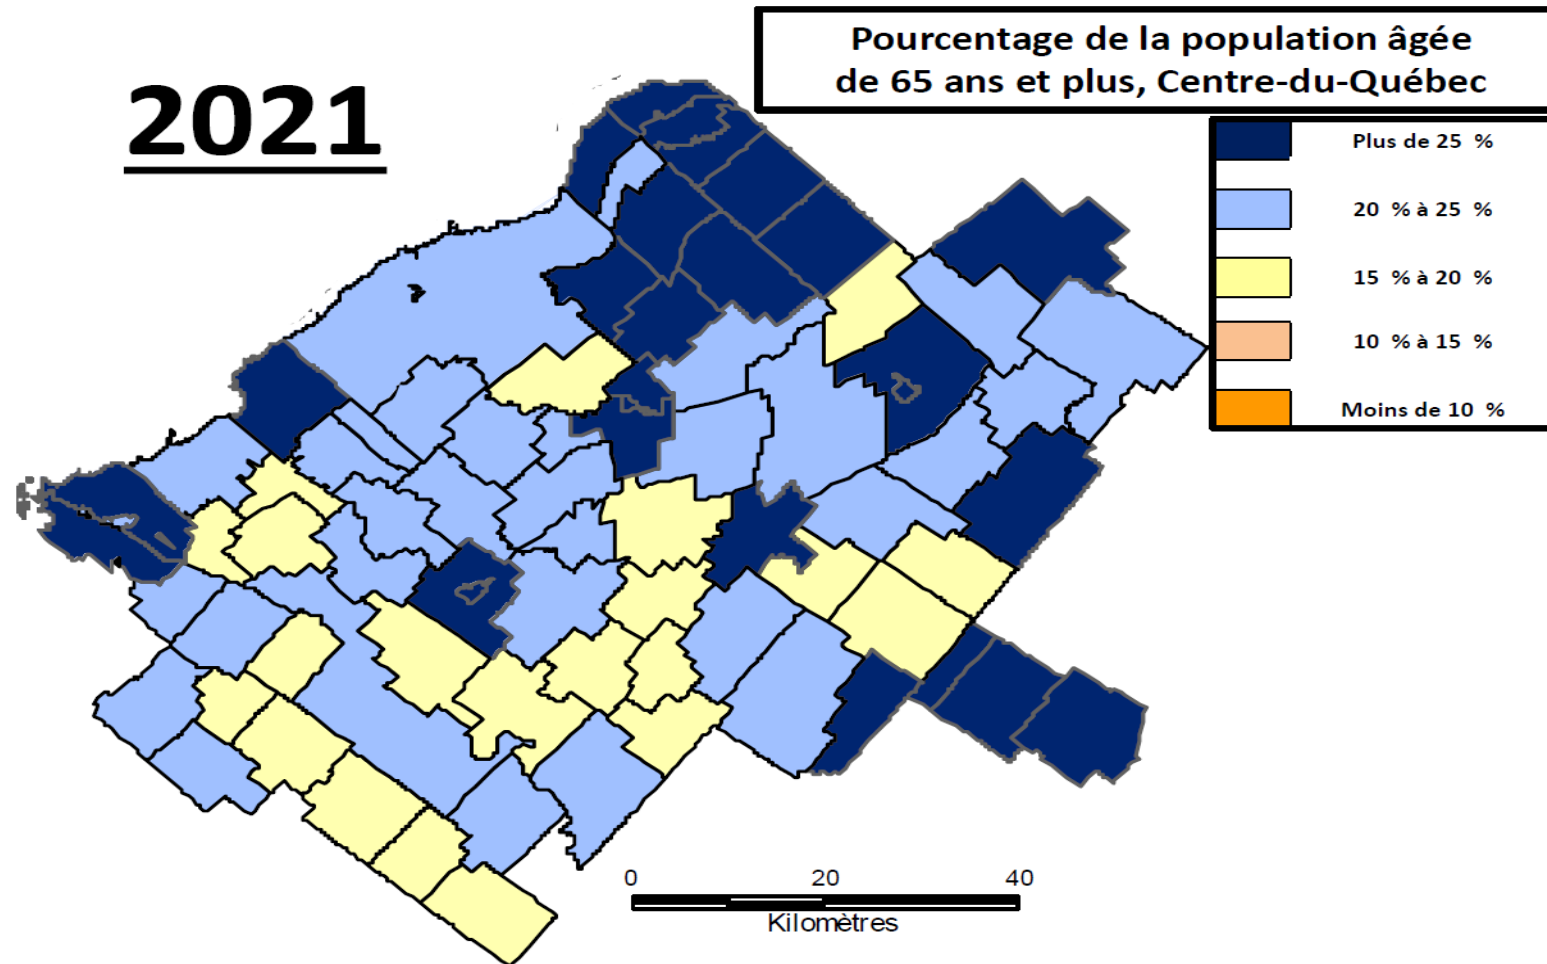 2021
Pourcentage de la population âgée
de 65 ans et plus, Centre-du-Québec
Plus de 25 %
20 % à 25 %
15 % à 20 %
10 % à 15 %
Moins de 10 %
0 20 40
Kilomètres